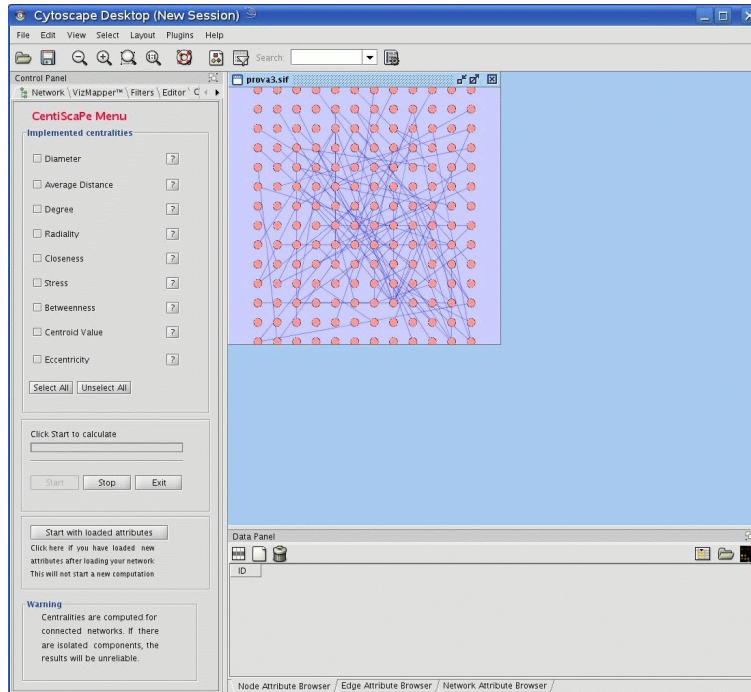 Cytoscape Desktop (New Session)
File Edit View Select Layout Plugins Help
1:1
Search:
Control Panel
Network VizMapper™ Filters Editor C
prova3.sif
CentiScaPe Menu
Implemented centralities
Diameter ?
Average Distance ?
Degree ?
Radiality ?
Closeness ?
Stress ?
Betweenness ?
Centroid Value ?
Eccentricity ?
Select All Unselect All
Click Start to calculate
Start Stop Exit
Start with loaded attributes
Click here if you have loaded new
attributes after loading your network
This will not start a new computation
Warning
Centralities are computed for
connected networks. If there
are isolated components, the
results will be unreliable.
Data Panel
ID
Node Attribute Browser Edge Attribute Browser Network Attribute Browser